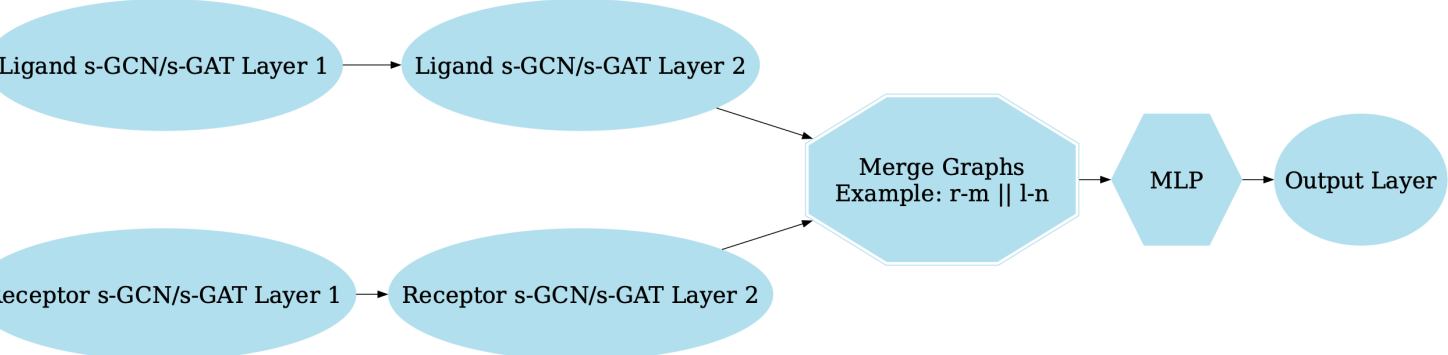 Ligand s-GCN/s-GAT Layer 1
Ligand s-GCN/s-GAT Layer 2
Merge Graphs
Example: r-m || l-n
MLP
Output Layer
Receptor s-GCN/s-GAT Layer 1
Receptor s-GCN/s-GAT Layer 2